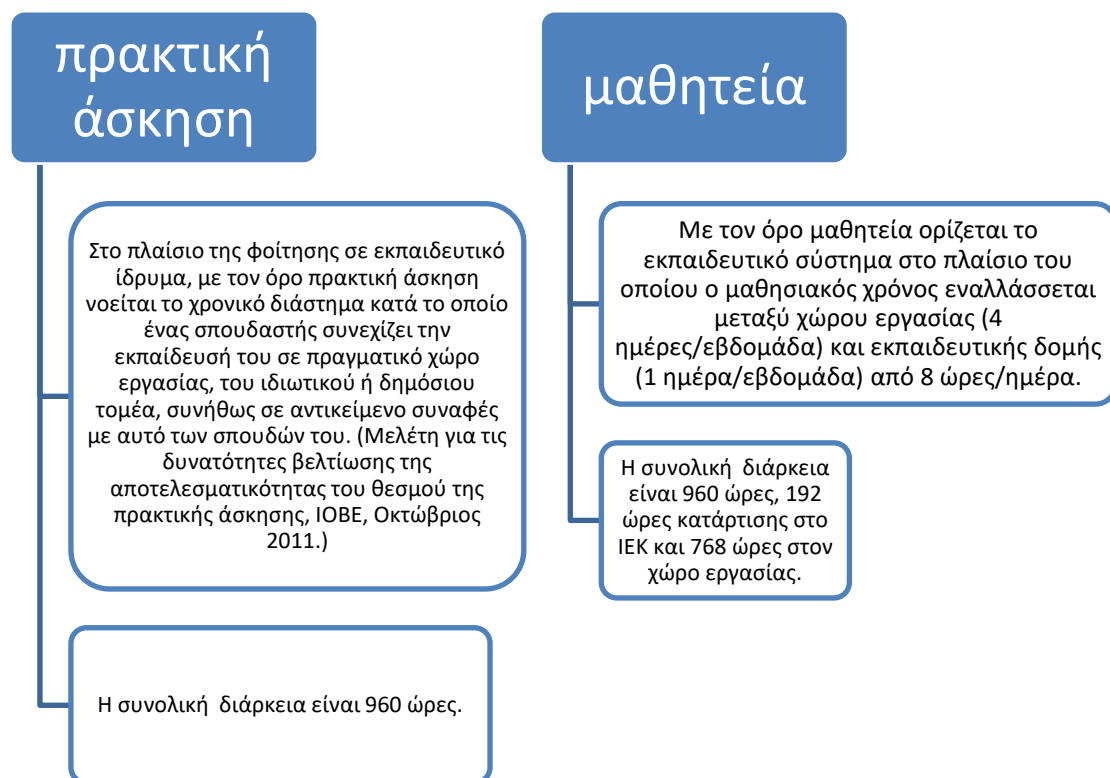 πρακτική
άσκηση
Στο πλαίσιο της φοίτησης σε εκπαιδευτικό
ίδρυμα, με τον όρο πρακτική άσκηση
νοείται το χρονικό διάστημα κατά το οποίο
ένας σπουδαστής συνεχίζει την
εκπαίδευσή του σε πραγματικό χώρο
εργασίας, του ιδιωτικού ή δημόσιου
τομέα, συνήθως σε αντικείμενο συναφές
με αυτό των σπουδών του. (Μελέτη για τις
δυνατότητες βελτίωσης της
αποτελεσματικότητας του θεσμού της
πρακτικής άσκησης, ΙΟΒΕ, Οκτώβριος
2011.)
Η συνολική  διάρκεια είναι 960 ώρες.
μαθητεία
Με τον όρο μαθητεία ορίζεται το
εκπαιδευτικό σύστημα στο πλαίσιο του
οποίου ο μαθησιακός χρόνος εναλλάσσεται
μεταξύ χώρου εργασίας (4
ημέρες/εβδομάδα) και εκπαιδευτικής δομής
(1 ημέρα/εβδομάδα) από 8 ώρες/ημέρα.
Η συνολική  διάρκεια
είναι 960 ώρες, 192
ώρες κατάρτισης στο
ΙΕΚ και 768 ώρες στον
χώρο εργασίας.